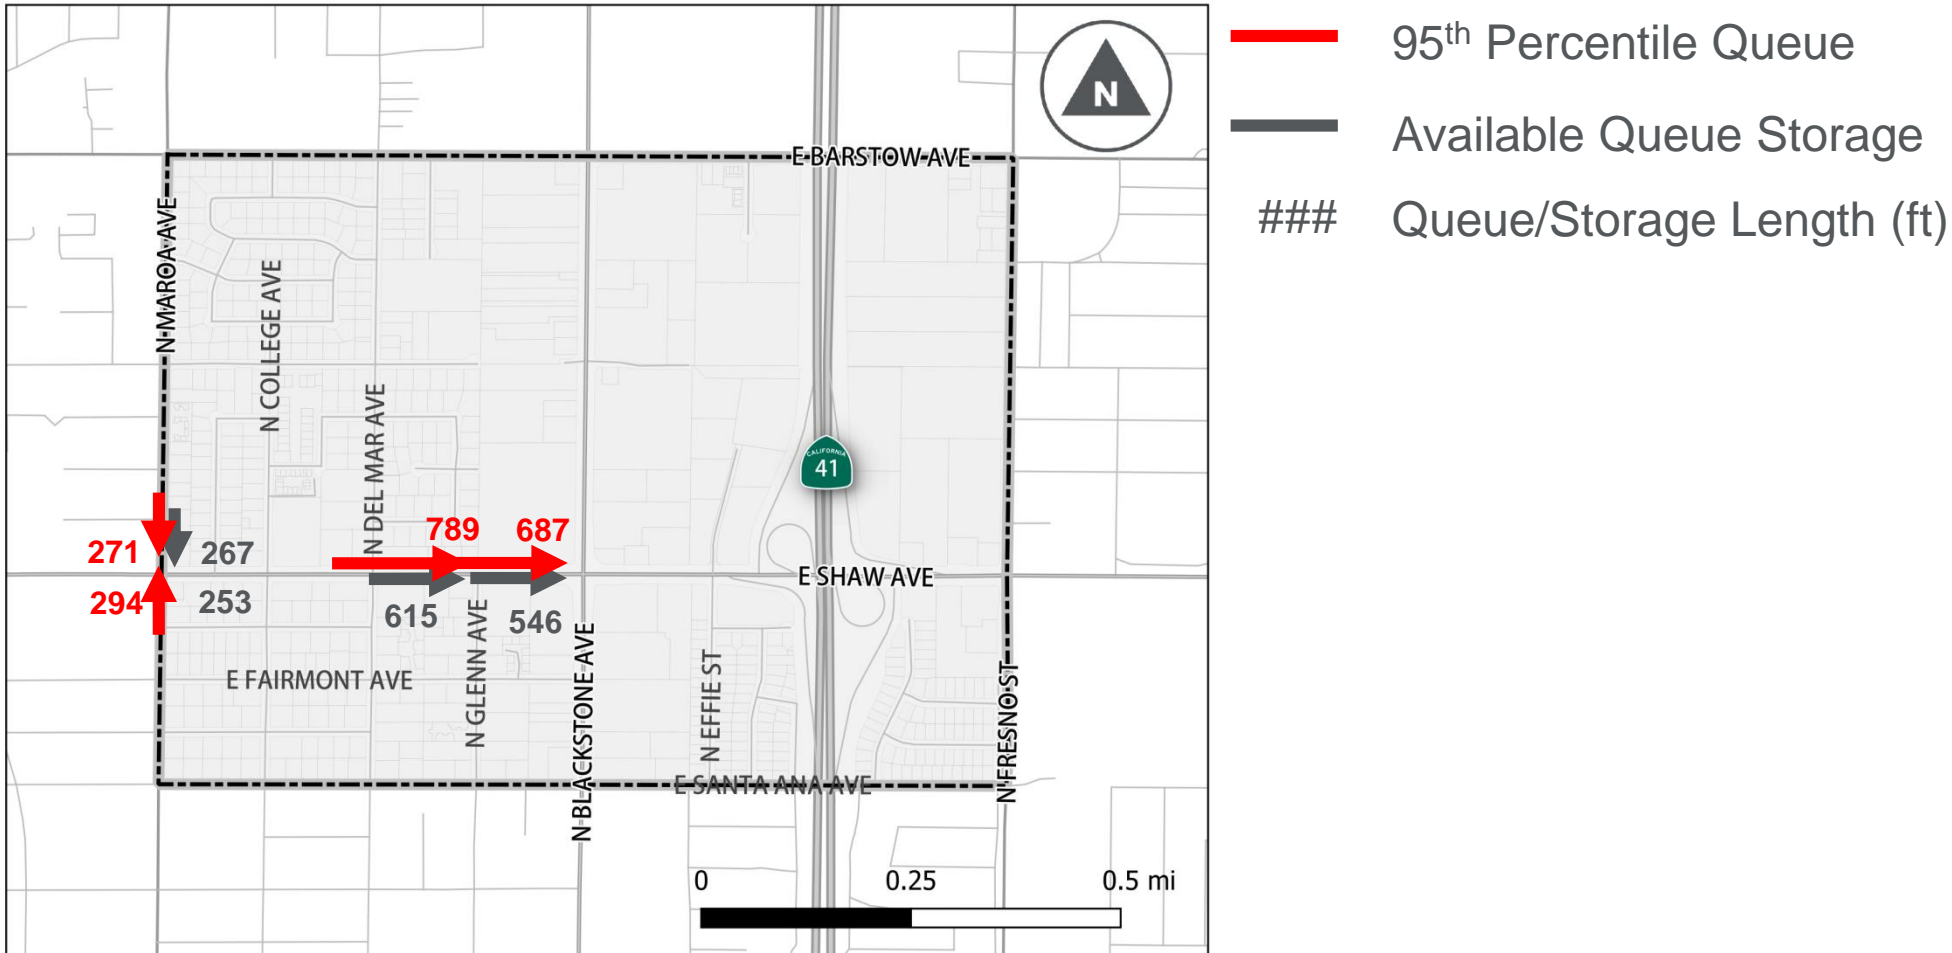 95th Percentile Queue
Available Queue Storage
### Queue/Storage Length (ft)
N
E BARSTOW AVE
N MAROA AVE
N COLLEGE AVE
N DEL MAR AVE
CALIFORNIA
41
789
687
271
267
E SHAW AVE
294
253
615
546
E FAIRMONT AVE
N GLENN AVE
N BLACKSTONE AVE
N EFFIE ST
N FRESNO ST
E SANTA ANA AVE
0
0.25
0.5 mi